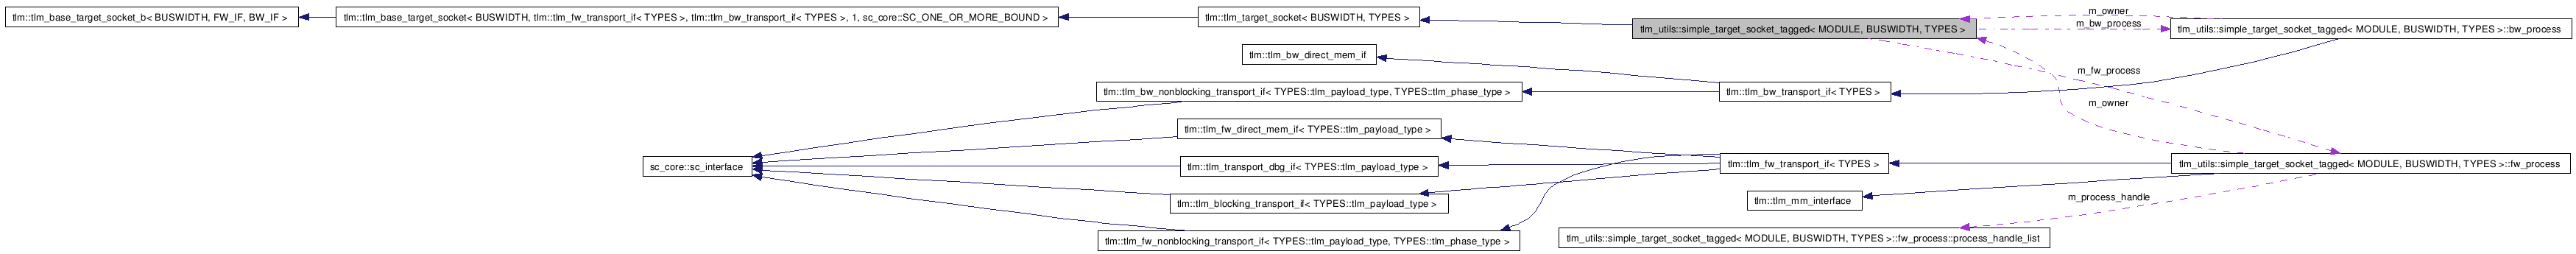 tlm::tlm_base_target_socket_b< BUSWIDTH, FW_IF, BW_IF >
tlm::tlm_base_target_socket< BUSWIDTH, tlm::tlm_fw_transport_if< TYPES >, tlm::tlm_bw_transport_if< TYPES >, 1, sc_core::SC_ONE_OR_MORE_BOUND >
tlm::tlm_target_socket< BUSWIDTH, TYPES >
tlm_utils::simple_target_socket_tagged< MODULE, BUSWIDTH, TYPES >
m_owner
m_bw_process
tlm_utils::simple_target_socket_tagged< MODULE, BUSWIDTH, TYPES >::bw_process
tlm::tlm_bw_direct_mem_if
m_fw_process
tlm::tlm_bw_nonblocking_transport_if< TYPES::tlm_payload_type, TYPES::tlm_phase_type >
tlm::tlm_bw_transport_if< TYPES >
m_owner
tlm::tlm_fw_direct_mem_if< TYPES::tlm_payload_type >
sc_core::sc_interface
tlm::tlm_transport_dbg_if< TYPES::tlm_payload_type >
tlm::tlm_fw_transport_if< TYPES >
tlm_utils::simple_target_socket_tagged< MODULE, BUSWIDTH, TYPES >::fw_process
tlm::tlm_blocking_transport_if< TYPES::tlm_payload_type >
tlm::tlm_mm_interface
m_process_handle
tlm::tlm_fw_nonblocking_transport_if< TYPES::tlm_payload_type, TYPES::tlm_phase_type >
tlm_utils::simple_target_socket_tagged< MODULE, BUSWIDTH, TYPES >::fw_process::process_handle_list